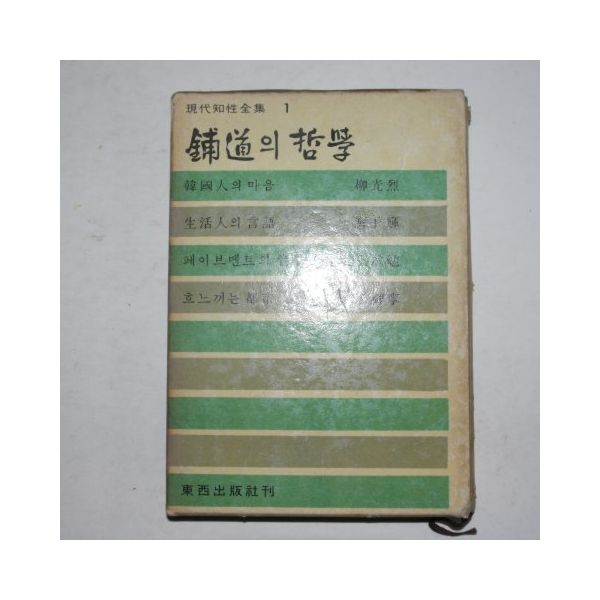 現代知性全集 1
鋪道의 哲學
韓國人의 마음 柳光烈
生活人의 言語
페이브멘트의
흐느끼는 都市
東西出版社刊